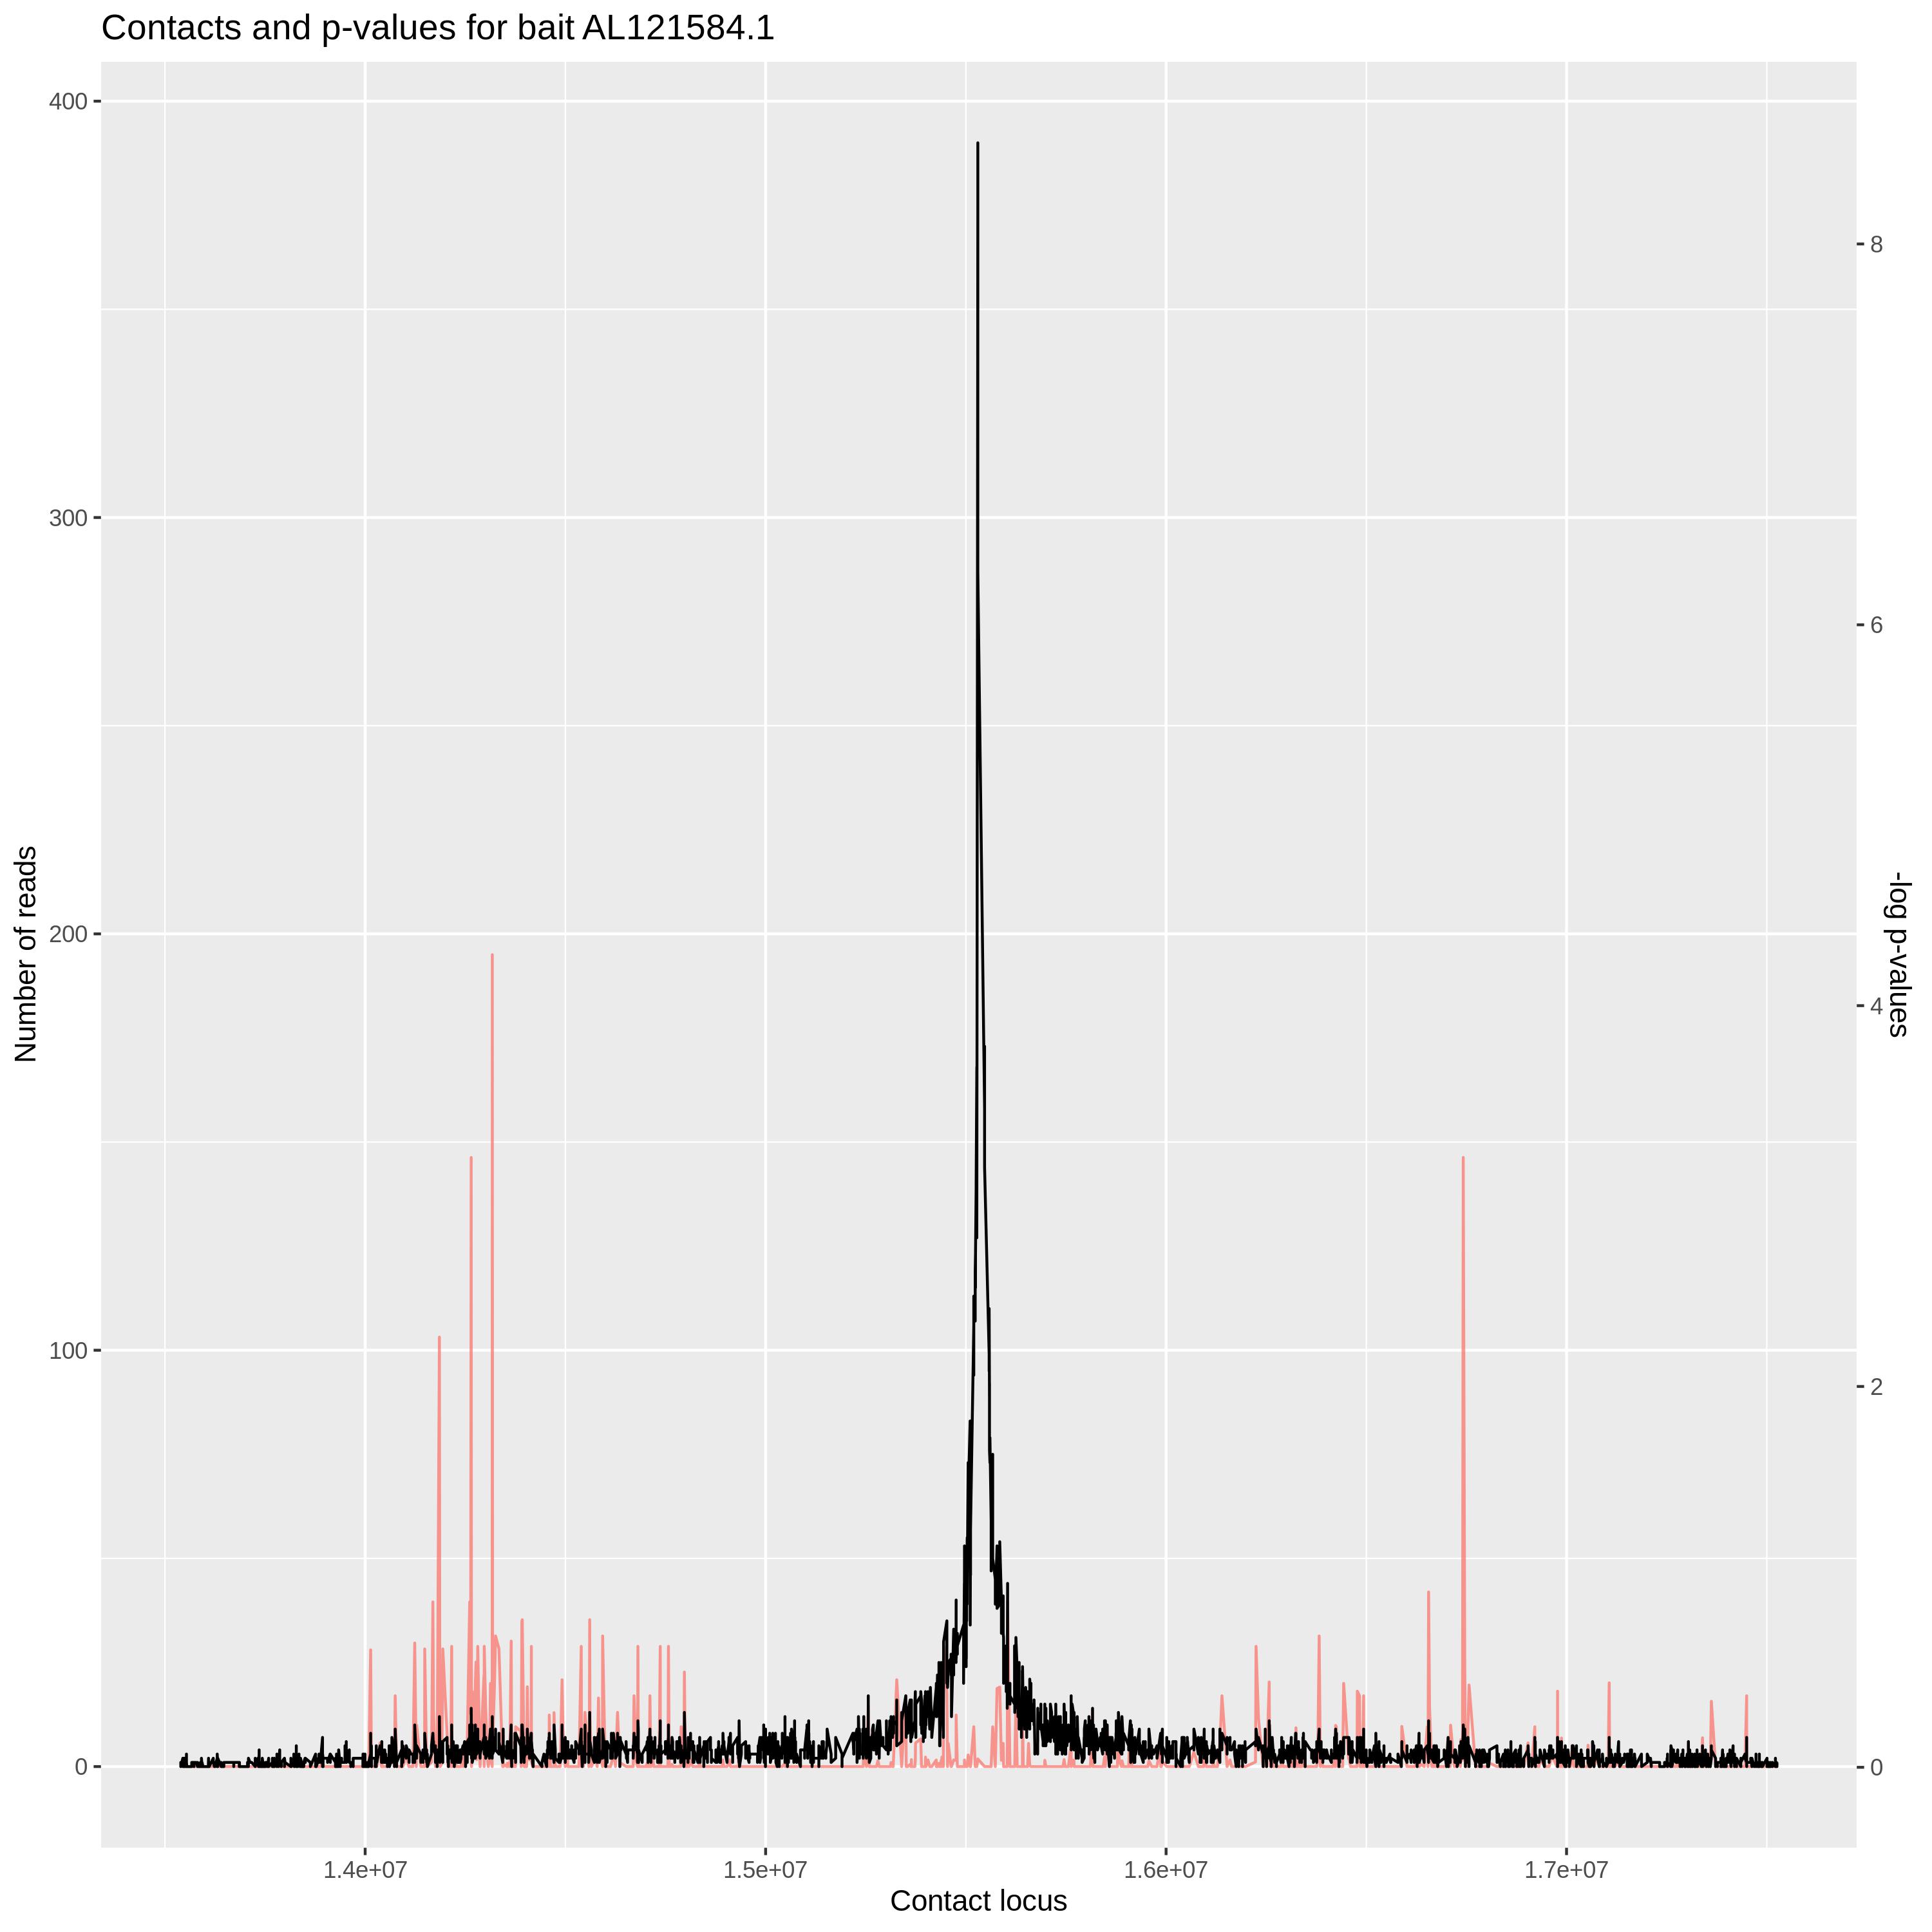 Contacts and p-values for bait AL121584.1
400
300
200
100
0
Number of reads
8
6
4
2
0
-log p-values
1.4e+07
1.5e+07
1.6e+07
1.7e+07
Contact locus